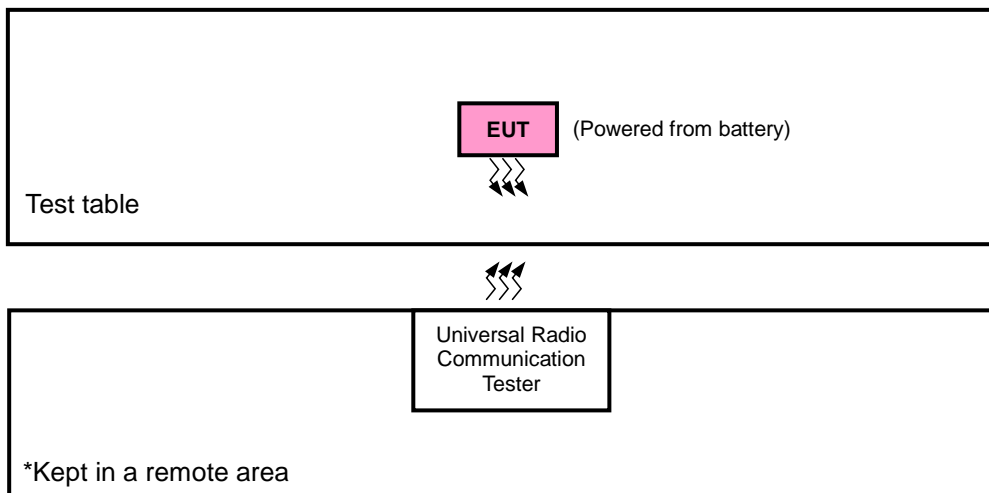 EUT
(Powered from battery)
Test table
Universal Radio
Communication
Tester
*Kept in a remote area